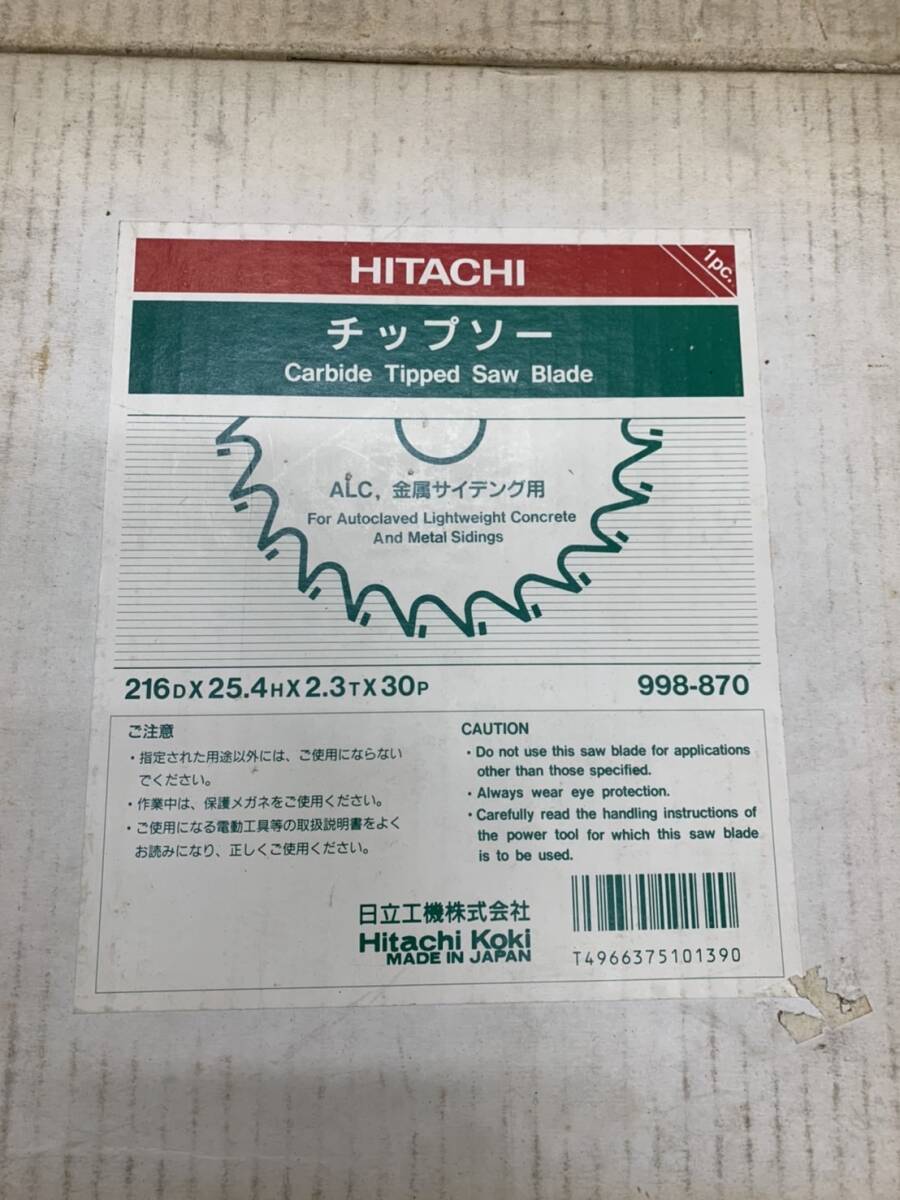 HITACHI
1pc.
チップソー
Carbide Tipped Saw Blade
ALC，金属サイデング用
For Autoclaved Lightweight Concrete
And Metal Sidings
216D X 25.4H X 2.3T X 30P
998-870
ご注意
・指定された用途以外には、ご使用にならない
でください。
・作業中は、保護メガネをご使用ください。
・ご使用になる電動工具等の取扱説明書をよく
お読みになり、正しくご使用ください。
CAUTION
・Do not use this saw blade for applications
other than those specified.
・Always wear eye protection.
・Carefully read the handling instructions of
the power tool for which this saw blade
is to be used.
日立工機株式会社
Hitachi Koki
MADE IN JAPAN
T4966375101390